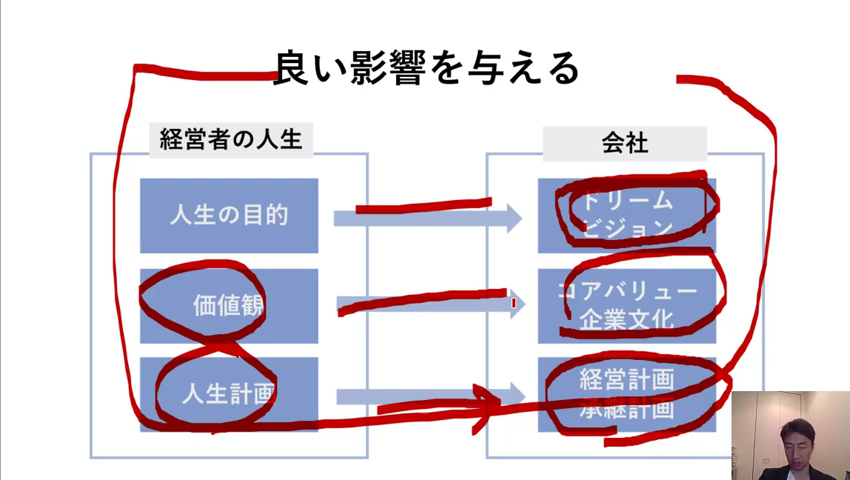 良い影響を与える
経営者の人生
会社
人生の目的
ドリーム
ビジョン
価値観
コアバリュー
企業文化
人生計画
経営計画
承継計画